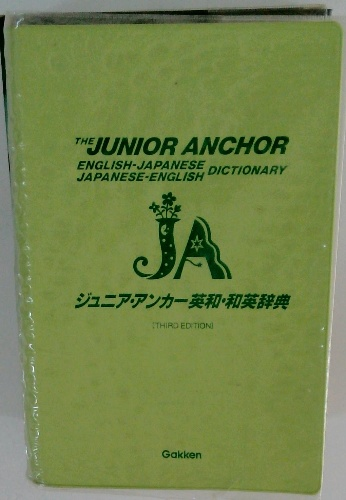 THE JUNIOR ANCHOR
ENGLISH-JAPANESE
JAPANESE-ENGLISH DICTIONARY
JA
ジュニア・アンカー英和・和英辞典
[THIRD EDITION]
Gakken